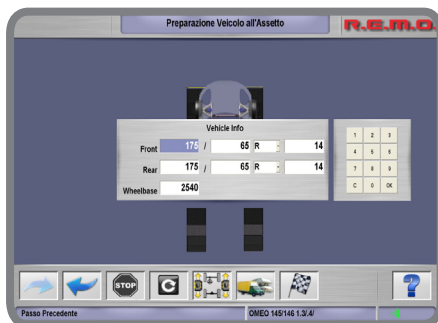 Preparazione Veicolo all'Assetto
R.E.M.O.
Vehicle Info
Front 175 / 65 R - 14
Rear 175 / 65 R - 14
Wheelbase 2540
1 2 3
4 5 6
7 8 9
C 0 OK
STOP
C
?
Passo Precedente OMEO 145/146 1.3/.4/ 4